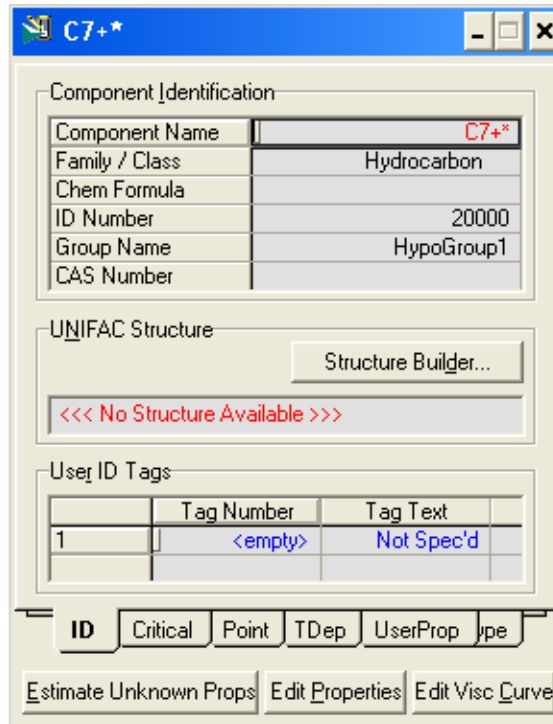 C7+*
Component Identification
Component Name C7+*
Family / Class Hydrocarbon
Chem Formula
ID Number 20000
Group Name HypoGroup1
CAS Number
UNIFAC Structure
Structure Builder...
<<< No Structure Available >>>
User ID Tags
Tag Number Tag Text
1 <empty> Not Spec'd
ID Critical Point TDep UserProp
Estimate Unknown Props Edit Properties Edit Visc Curve